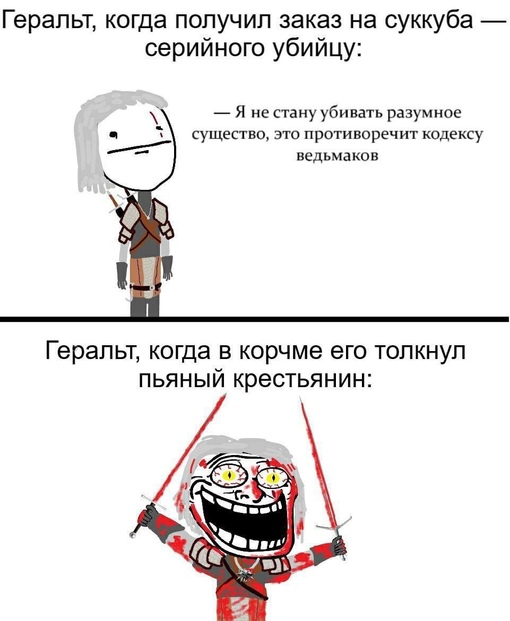 Геральт, когда получил заказ на суккуба —
серийного убийцу:
— Я не стану убивать разумное
существо, это противоречит кодексу
ведьмаков
Геральт, когда в корчме его толкнул
пьяный крестьянин: